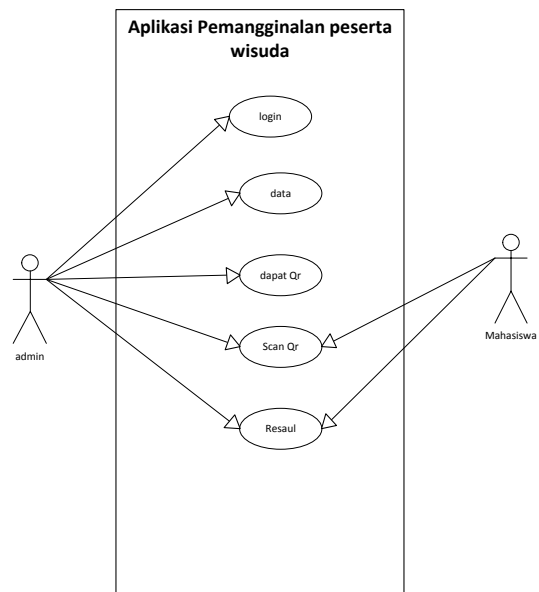 Aplikasi Pemangginalan peserta
wisuda
login
data
dapat Qr
Scan Qr
Resaul
admin
Mahasiswa